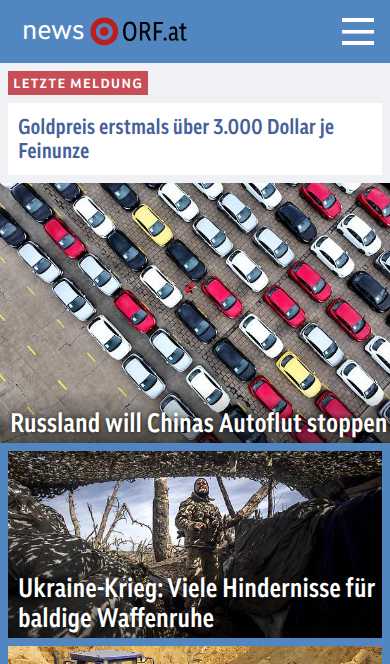 news ORF.at
LETZTE MELDUNG
Goldpreis erstmals über 3.000 Dollar je
Feinunze
Russland will Chinas Autoflut stoppen
Ukraine-Krieg: Viele Hindernisse für
baldige Waffenruhe